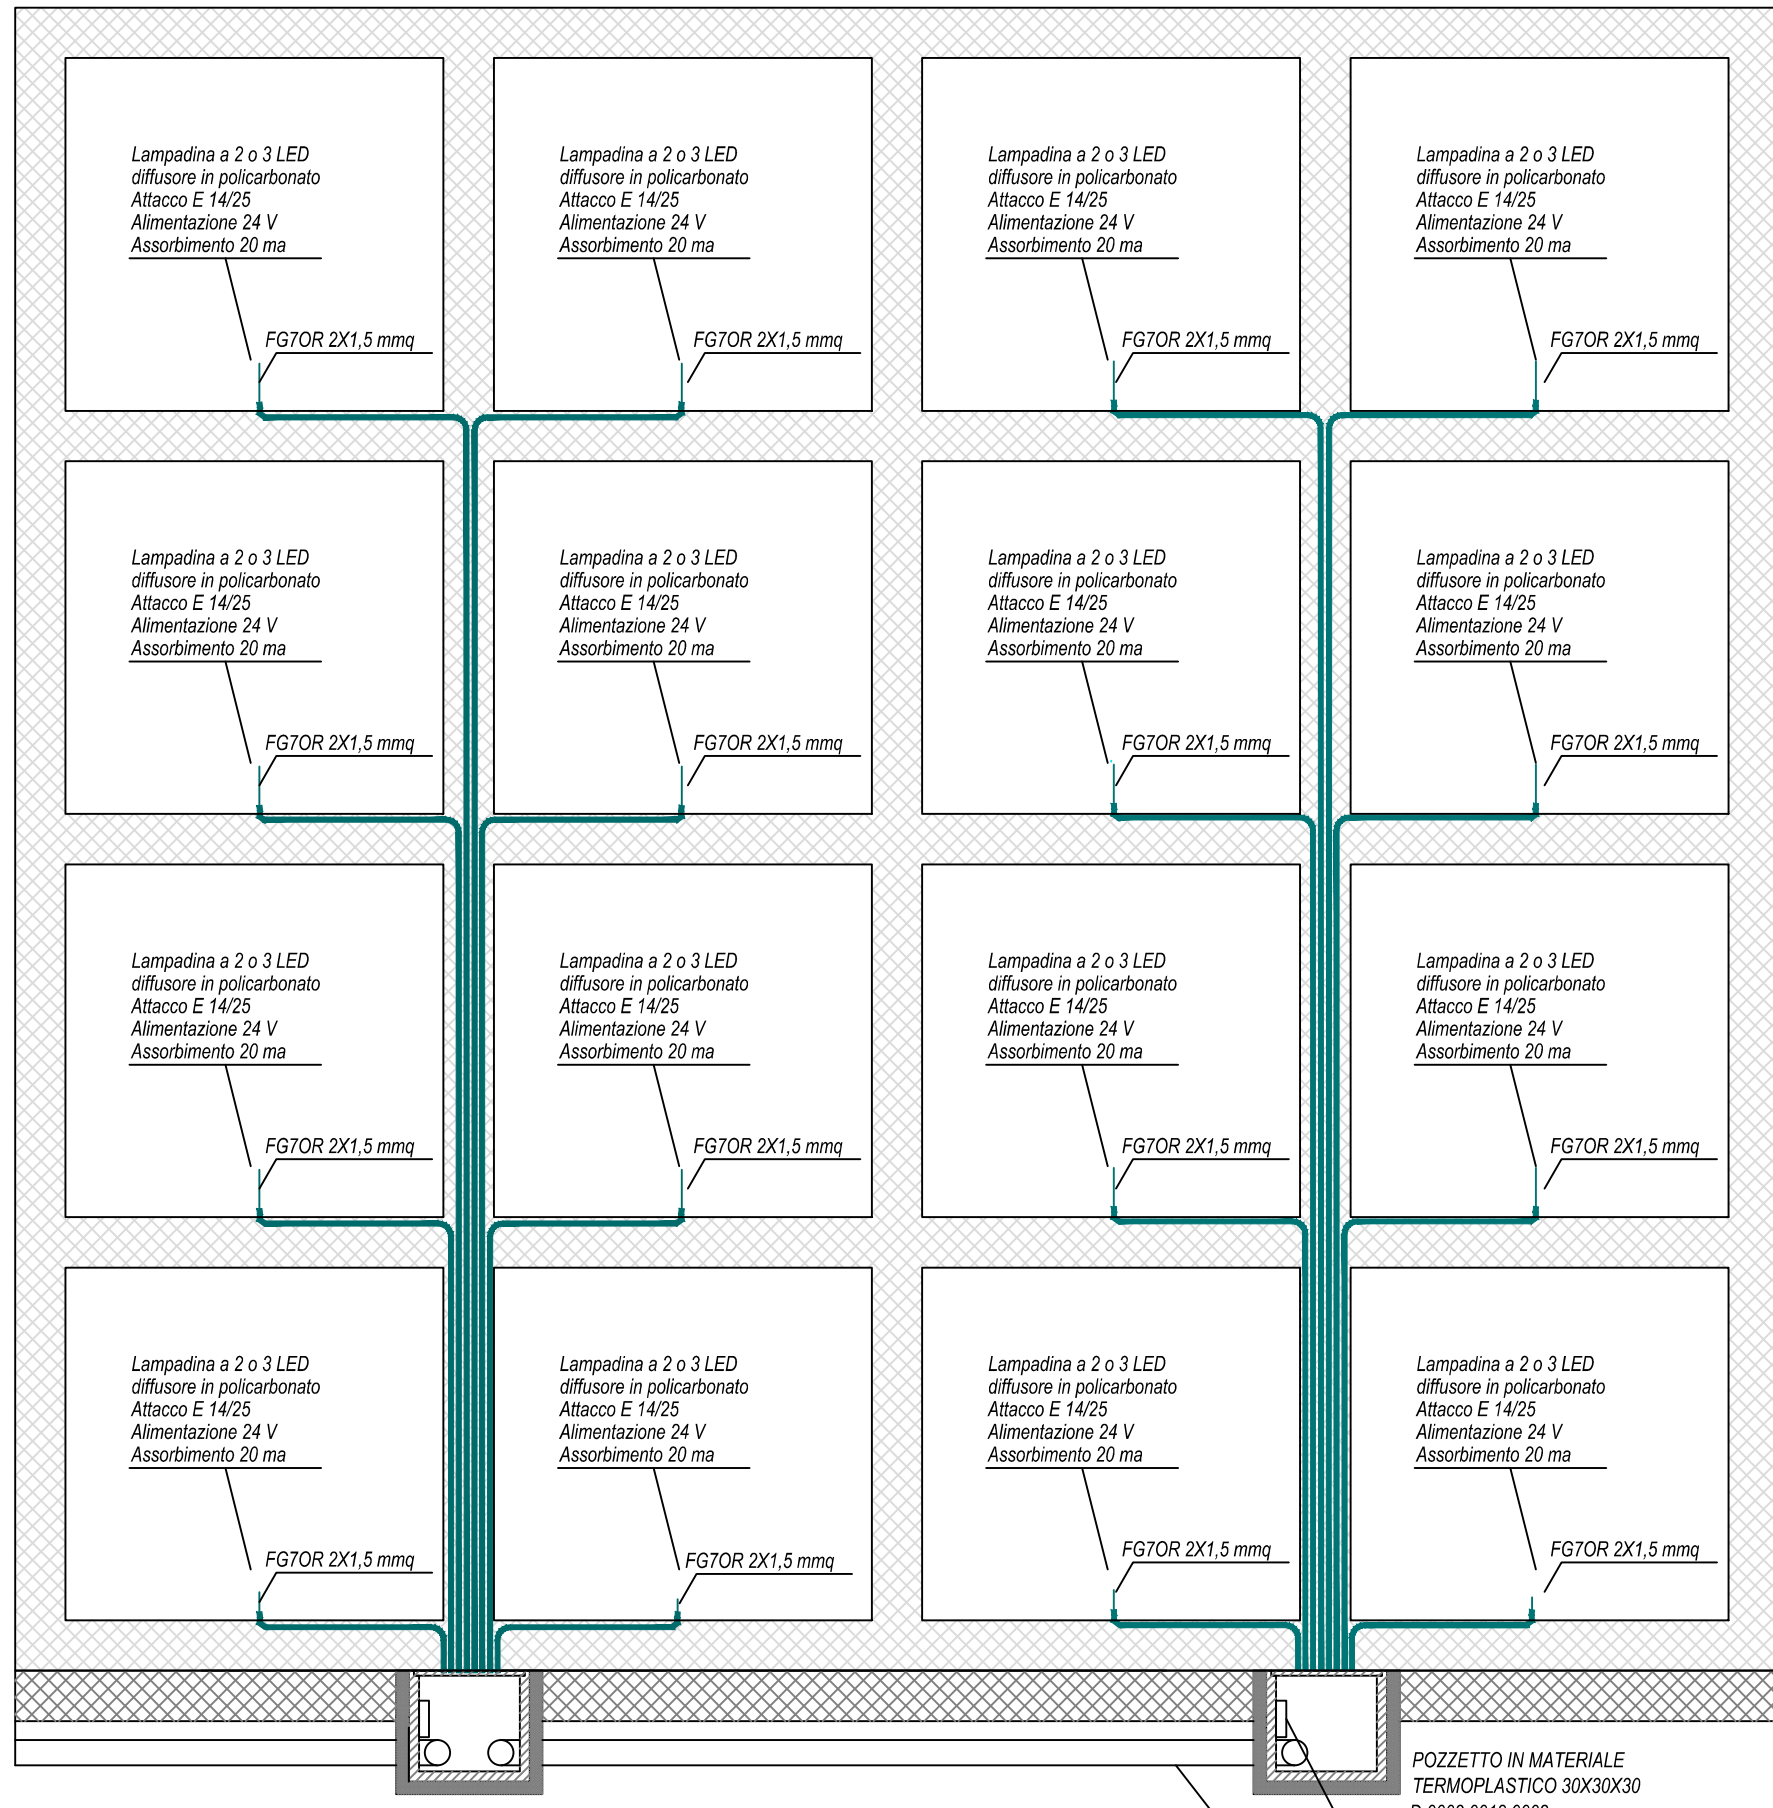 Lampadina a 2 o 3 LED
diffusore in policarbonato
Attacco E 14/25
Alimentazione 24 V
Assorbimento 20 ma
FG7OR 2X1,5 mmq
Lampadina a 2 o 3 LED
diffusore in policarbonato
Attacco E 14/25
Alimentazione 24 V
Assorbimento 20 ma
FG7OR 2X1,5 mmq
Lampadina a 2 o 3 LED
diffusore in policarbonato
Attacco E 14/25
Alimentazione 24 V
Assorbimento 20 ma
FG7OR 2X1,5 mmq
Lampadina a 2 o 3 LED
diffusore in policarbonato
Attacco E 14/25
Alimentazione 24 V
Assorbimento 20 ma
FG7OR 2X1,5 mmq
Lampadina a 2 o 3 LED
diffusore in policarbonato
Attacco E 14/25
Alimentazione 24 V
Assorbimento 20 ma
FG7OR 2X1,5 mmq
Lampadina a 2 o 3 LED
diffusore in policarbonato
Attacco E 14/25
Alimentazione 24 V
Assorbimento 20 ma
FG7OR 2X1,5 mmq
Lampadina a 2 o 3 LED
diffusore in policarbonato
Attacco E 14/25
Alimentazione 24 V
Assorbimento 20 ma
FG7OR 2X1,5 mmq
Lampadina a 2 o 3 LED
diffusore in policarbonato
Attacco E 14/25
Alimentazione 24 V
Assorbimento 20 ma
FG7OR 2X1,5 mmq
Lampadina a 2 o 3 LED
diffusore in policarbonato
Attacco E 14/25
Alimentazione 24 V
Assorbimento 20 ma
FG7OR 2X1,5 mmq
Lampadina a 2 o 3 LED
diffusore in policarbonato
Attacco E 14/25
Alimentazione 24 V
Assorbimento 20 ma
FG7OR 2X1,5 mmq
Lampadina a 2 o 3 LED
diffusore in policarbonato
Attacco E 14/25
Alimentazione 24 V
Assorbimento 20 ma
FG7OR 2X1,5 mmq
Lampadina a 2 o 3 LED
diffusore in policarbonato
Attacco E 14/25
Alimentazione 24 V
Assorbimento 20 ma
FG7OR 2X1,5 mmq
Lampadina a 2 o 3 LED
diffusore in policarbonato
Attacco E 14/25
Alimentazione 24 V
Assorbimento 20 ma
FG7OR 2X1,5 mmq
Lampadina a 2 o 3 LED
diffusore in policarbonato
Attacco E 14/25
Alimentazione 24 V
Assorbimento 20 ma
FG7OR 2X1,5 mmq
Lampadina a 2 o 3 LED
diffusore in policarbonato
Attacco E 14/25
Alimentazione 24 V
Assorbimento 20 ma
FG7OR 2X1,5 mmq
Lampadina a 2 o 3 LED
diffusore in policarbonato
Attacco E 14/25
Alimentazione 24 V
Assorbimento 20 ma
FG7OR 2X1,5 mmq
POZZETTO IN MATERIALE
TERMOPLASTICO 30X30X30